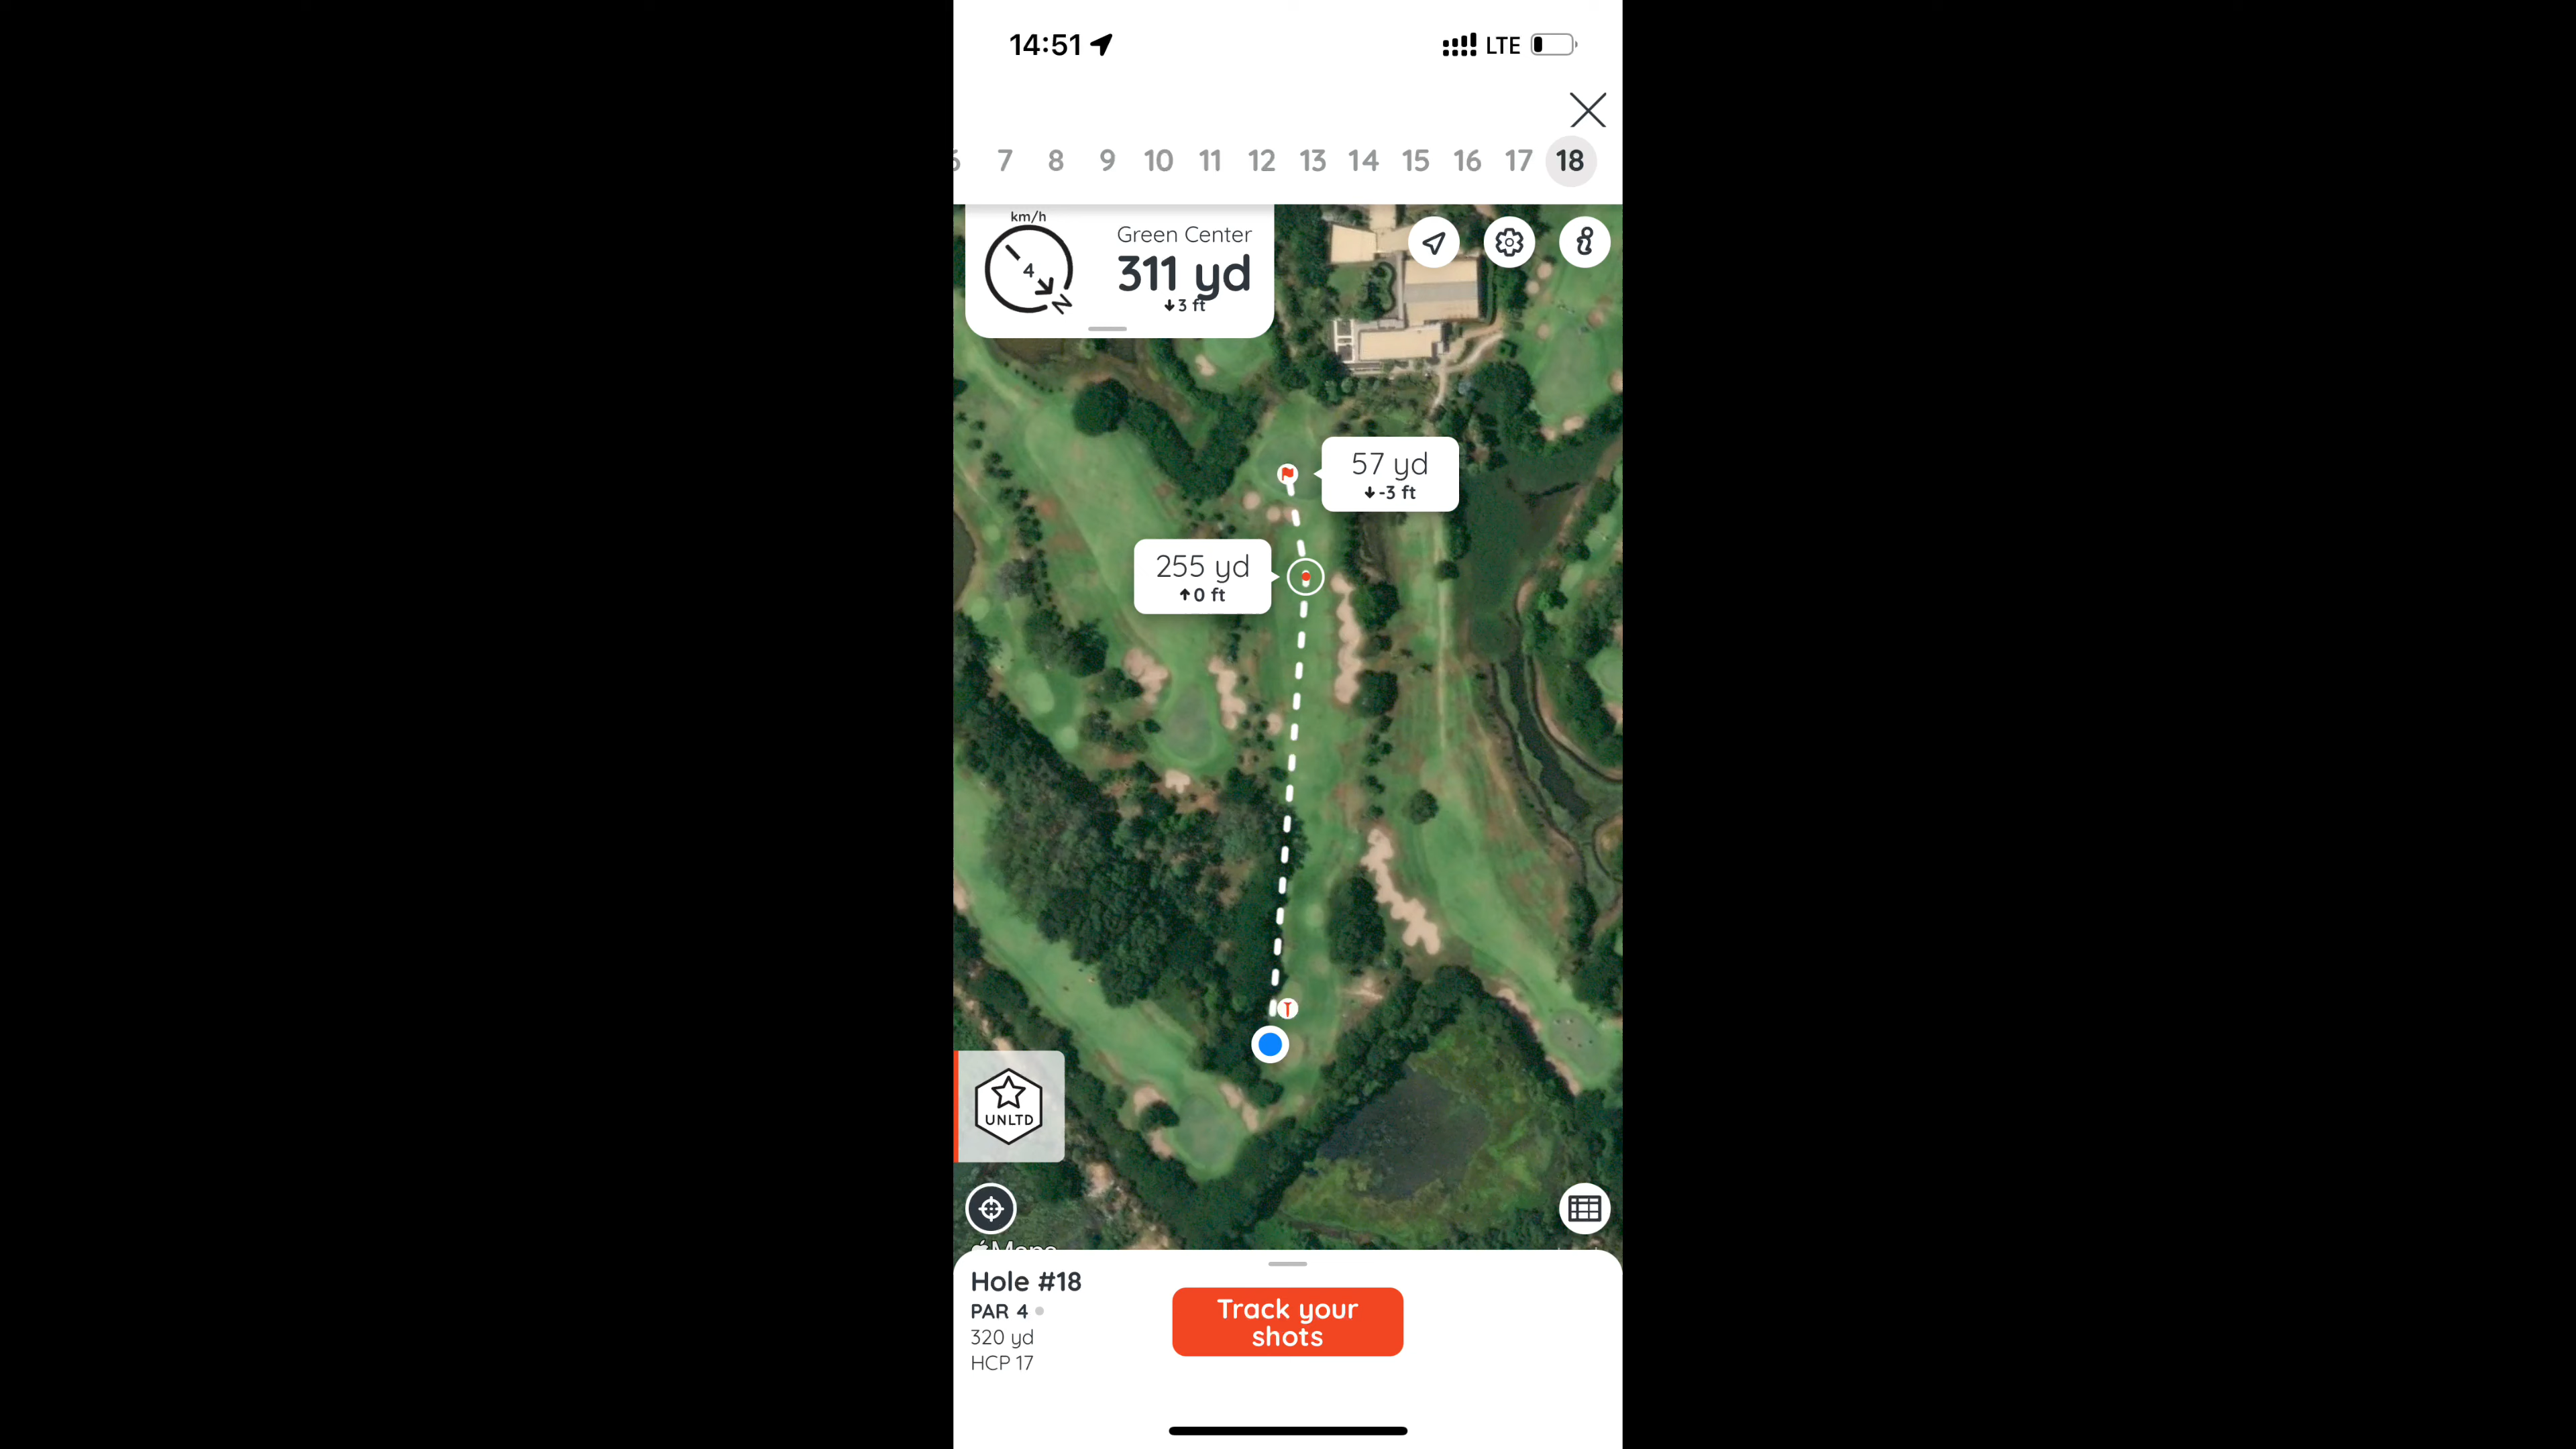 14:51 LTE
7 8 9 10 11 12 13 14 15 16 17 18
km/h
4
N
Green Center
311 yd
↓3 ft
57 yd
↓-3 ft
255 yd
↑0 ft
UNLTD
Hole #18
PAR 4
320 yd
HCP 17
Track your
shots